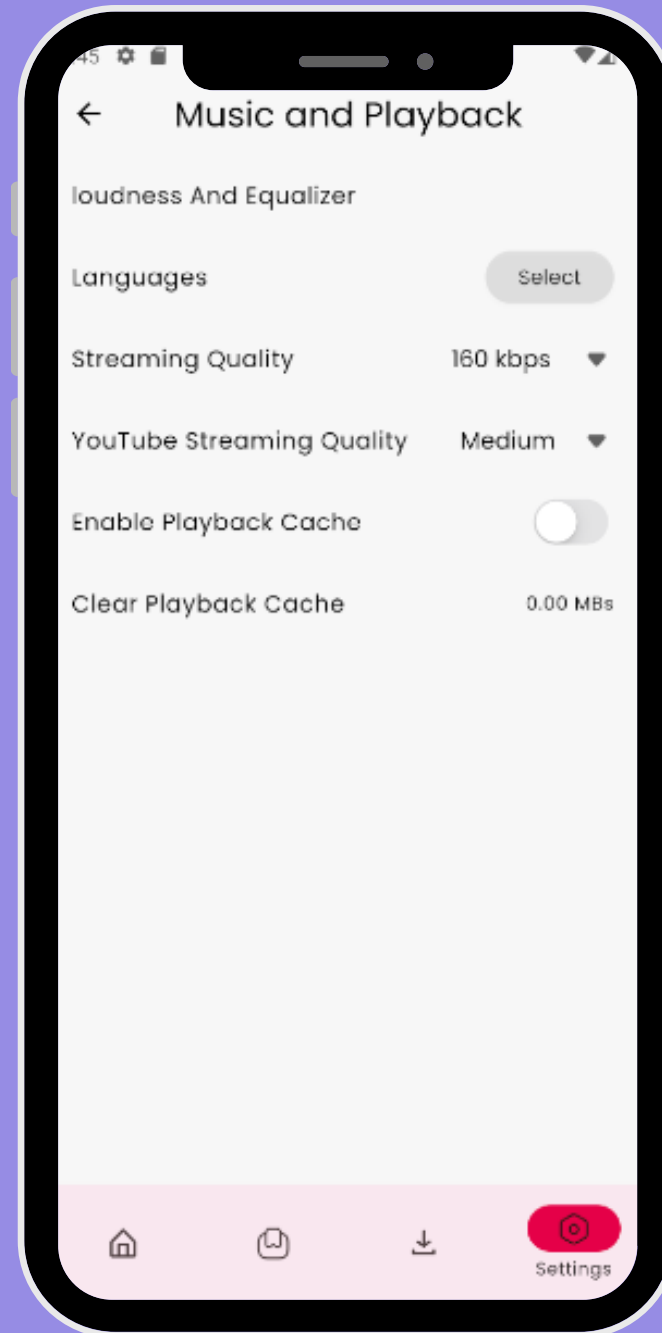 45
Music and Playback
loudness And Equalizer
Languages Select
Streaming Quality 160 kbps
YouTube Streaming Quality Medium
Enable Playback Cache
Clear Playback Cache 0.00 MBs
Settings